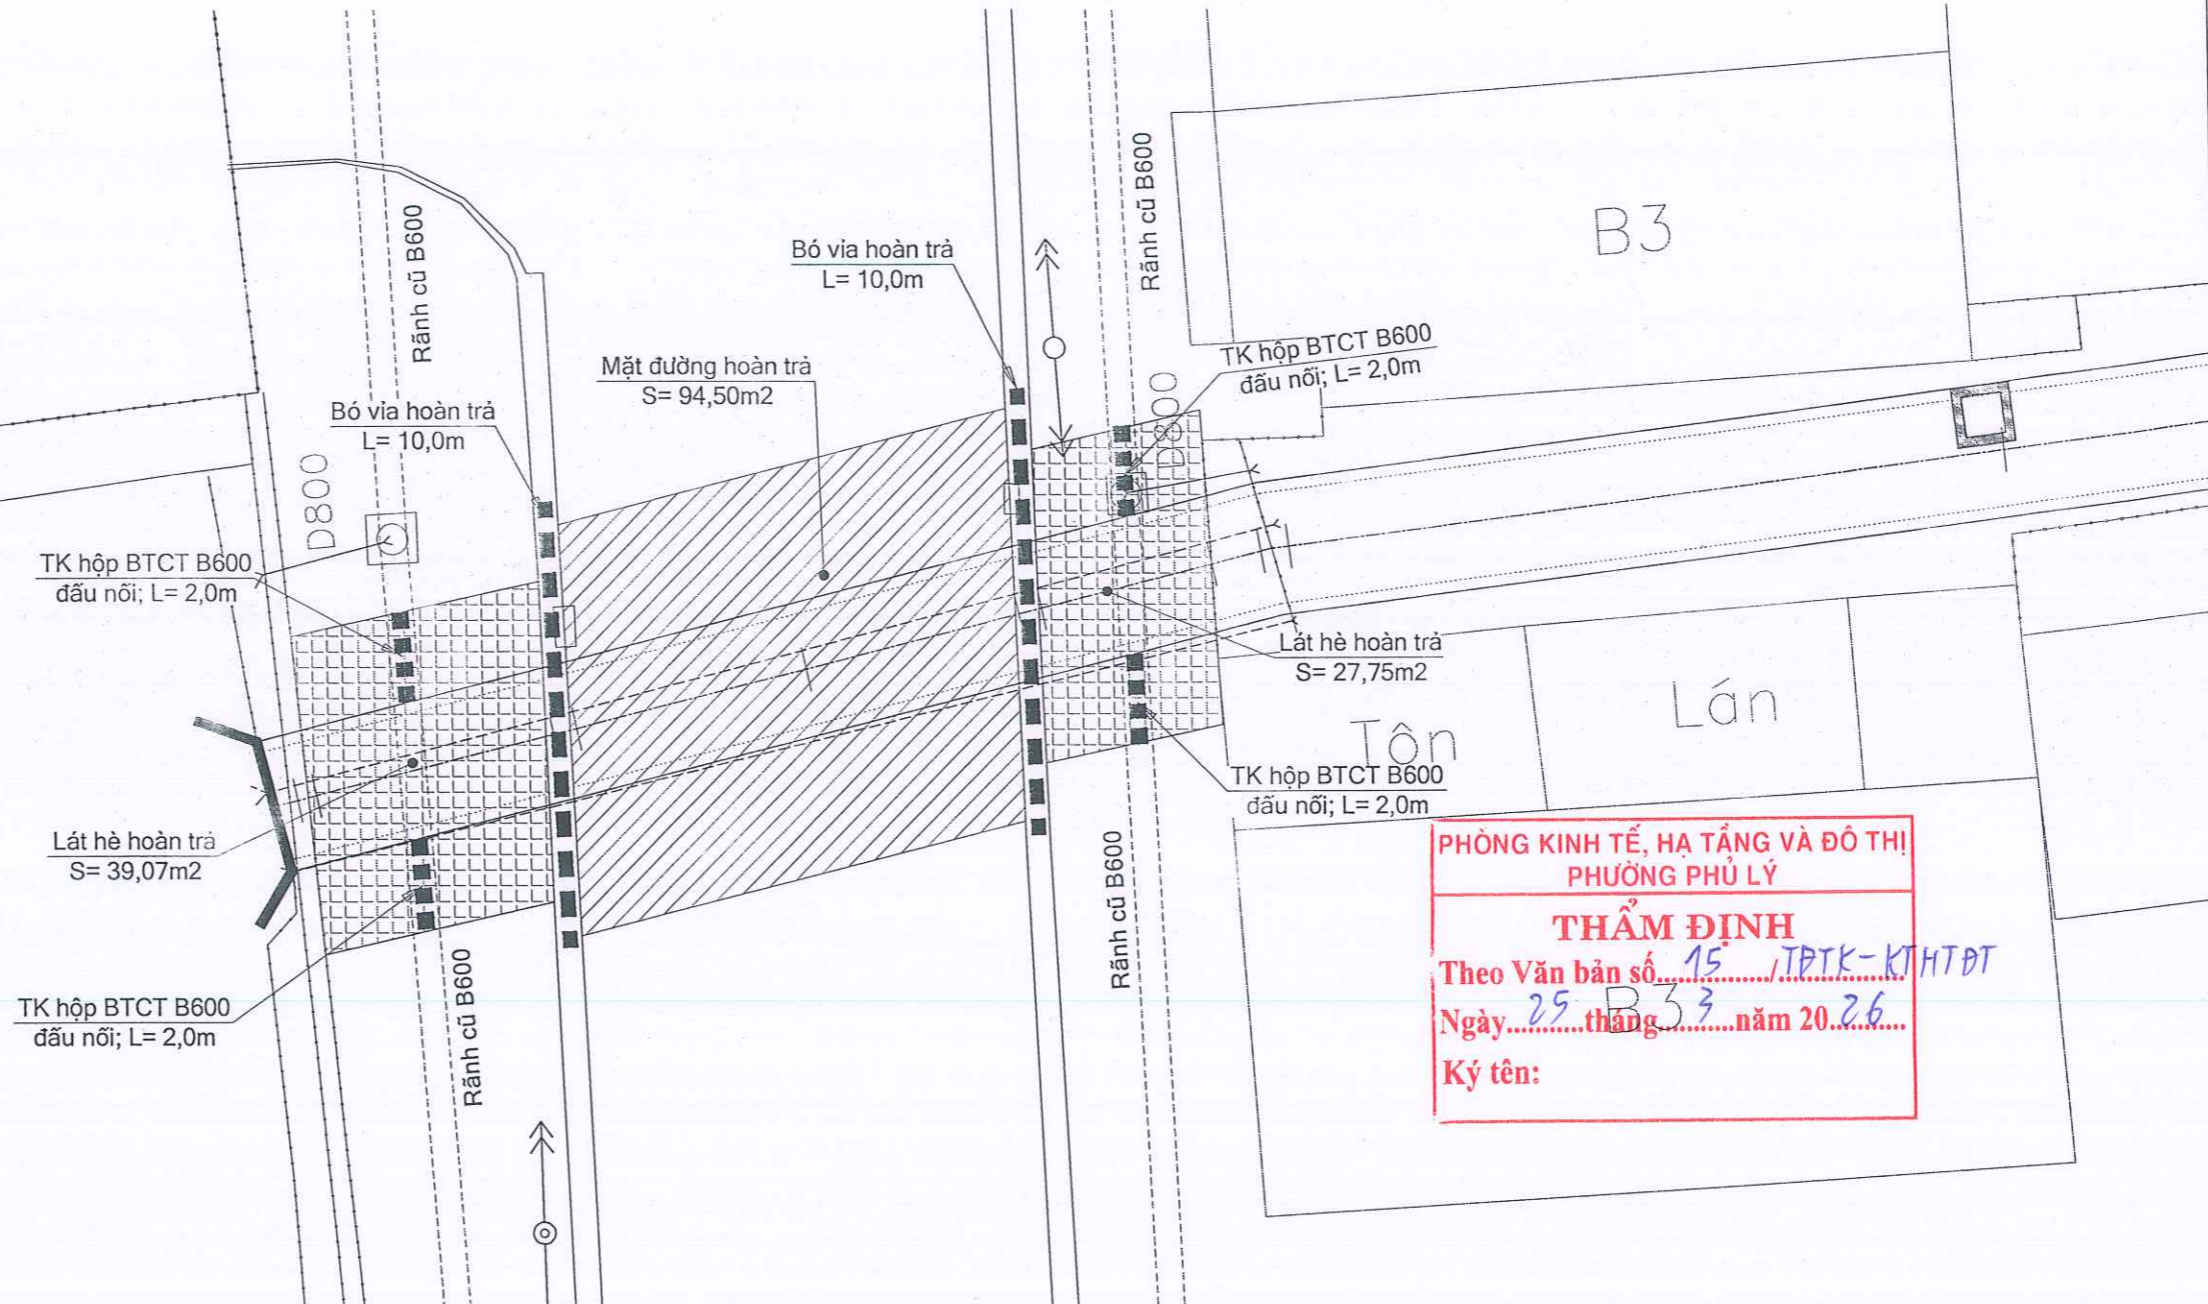 Rãnh cũ B600
Rãnh cũ B600
B3
Bó vỉa hoàn trả
L= 10,0m
Mặt đường hoàn trả
S= 94,50m2
TK hộp BTCT B600
đấu nối; L= 2,0m
Bó vỉa hoàn trả
L= 10,0m
D800
D800
TK hộp BTCT B600
đấu nối; L= 2,0m
Lát hè hoàn trả
S= 27,75m2
Tôn
Lán
TK hộp BTCT B600
đấu nối; L= 2,0m
Lát hè hoàn trả
S= 39,07m2
Rãnh cũ B600
Rãnh cũ B600
TK hộp BTCT B600
đấu nối; L= 2,0m
PHÒNG KINH TẾ, HẠ TẦNG VÀ ĐÔ THỊ
PHƯỜNG PHỦ LÝ
THẨM ĐỊNH
Theo Văn bản số....15........./TĐTK-KTHTĐT
B3
Ngày...25....tháng....3....năm 20.26...
Ký tên: